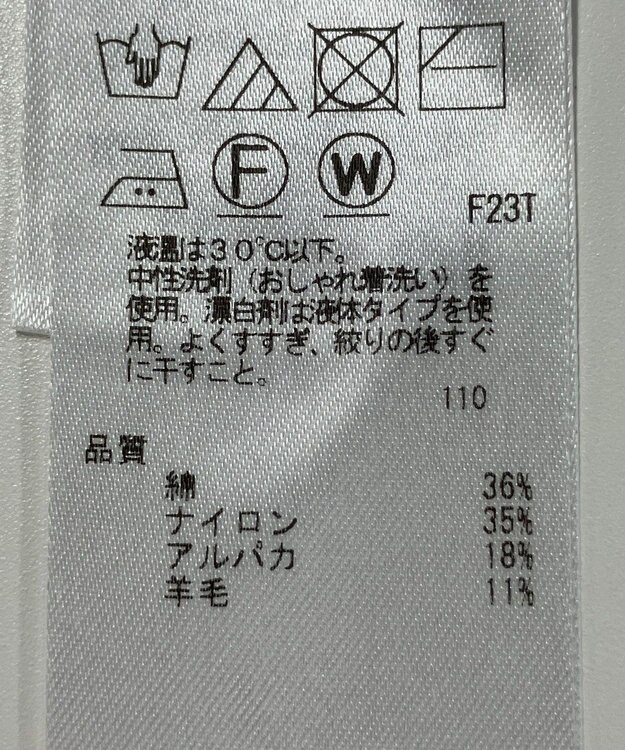 F W
F23T
液温は30℃以下。
中性洗剤（おしゃれ着洗い）を
使用。漂白剤は液体タイプを使
用。よくすすぎ、絞りの後すぐ
に干すこと。
110
品質
綿 36%
ナイロン 35%
アルパカ 18%
羊毛 11%